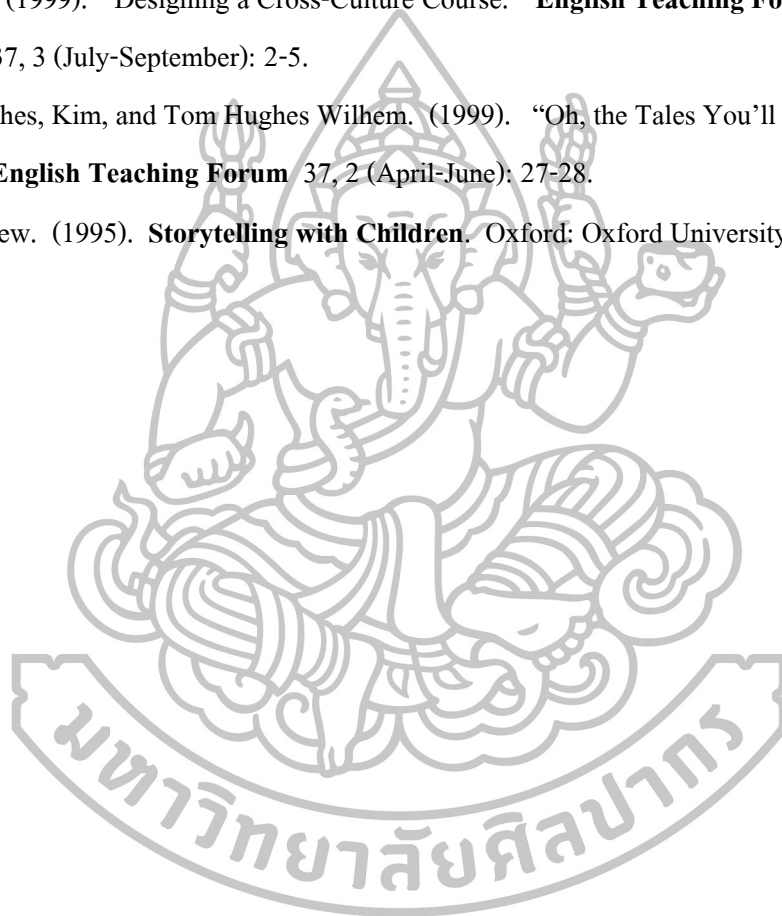 (1999). “Designing a Cross-Culture Course.” English Teaching Fo
37, 3 (July-September): 2-5.
hes, Kim, and Tom Hughes Wilhem. (1999). “Oh, the Tales You’ll
English Teaching Forum 37, 2 (April-June): 27-28.
ew. (1995). Storytelling with Children. Oxford: Oxford University
มหาวิทยาลัยศิลปากร